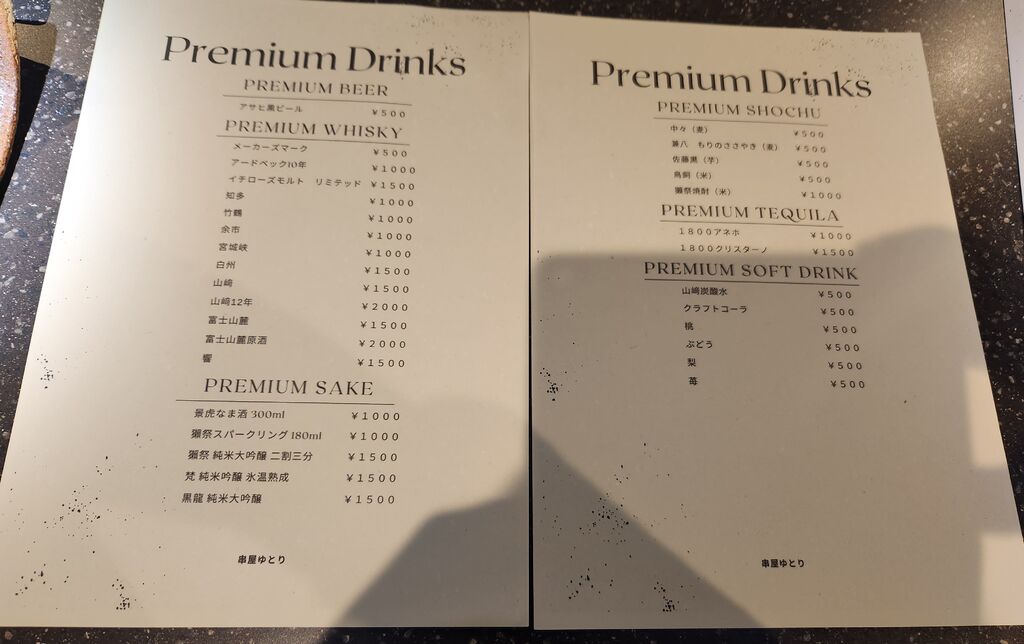 Premium Drinks
PREMIUM BEER
アサヒ黒ビール ￥５００
PREMIUM WHISKY
メーカーズマーク ￥５００
アードベック10年 ￥１０００
イチローズモルト　リミテッド ￥１５００
知多 ￥１０００
竹鶴 ￥１０００
余市 ￥１０００
宮城峡 ￥１０００
白州 ￥１５００
山﨑 ￥１５００
山﨑12年 ￥２０００
富士山麓 ￥１５００
富士山麓原酒 ￥２０００
響 ￥１５００
PREMIUM SAKE
景虎なま酒 300ml ￥１０００
獺祭スパークリング 180ml ￥１０００
獺祭 純米大吟醸 二割三分 ￥１５００
梵 純米吟醸 氷温熟成 ￥１５００
黒龍 純米大吟醸 ￥１５００
串屋ゆとり
Premium Drinks
PREMIUM SHOCHU
中々（麦） ￥５００
兼八　もりのささやき（麦） ￥５００
佐藤黒（芋） ￥５００
鳥飼（米） ￥５００
獺祭焼酎（米） ￥１０００
PREMIUM TEQUILA
１８００アネホ ￥１０００
１８００クリスターノ ￥１５００
PREMIUM SOFT DRINK
山﨑炭酸水 ￥５００
クラフトコーラ ￥５００
桃 ￥５００
ぶどう ￥５００
梨 ￥５００
苺 ￥５００
串屋ゆとり